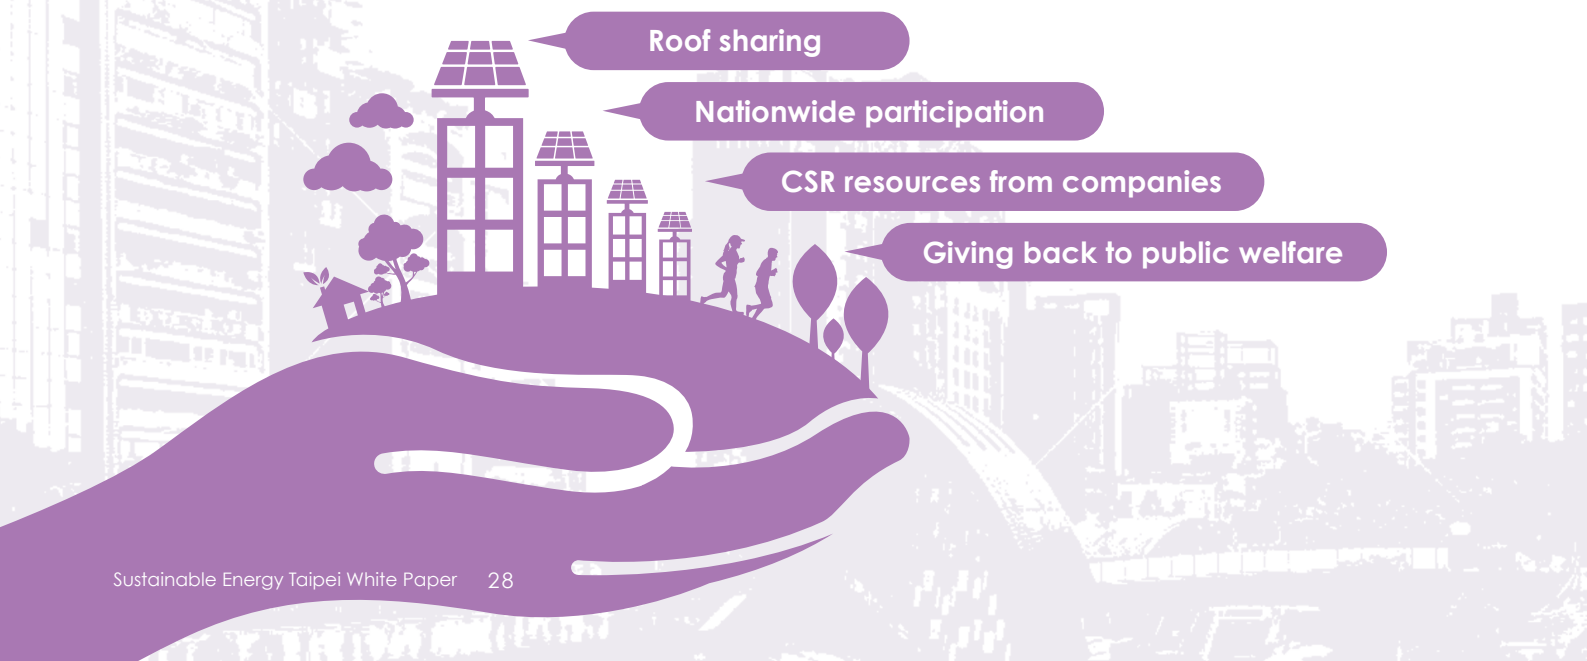 Roof sharing
Nationwide participation
CSR resources from companies
Giving back to public welfare
Sustainable Energy Taipei White Paper 28